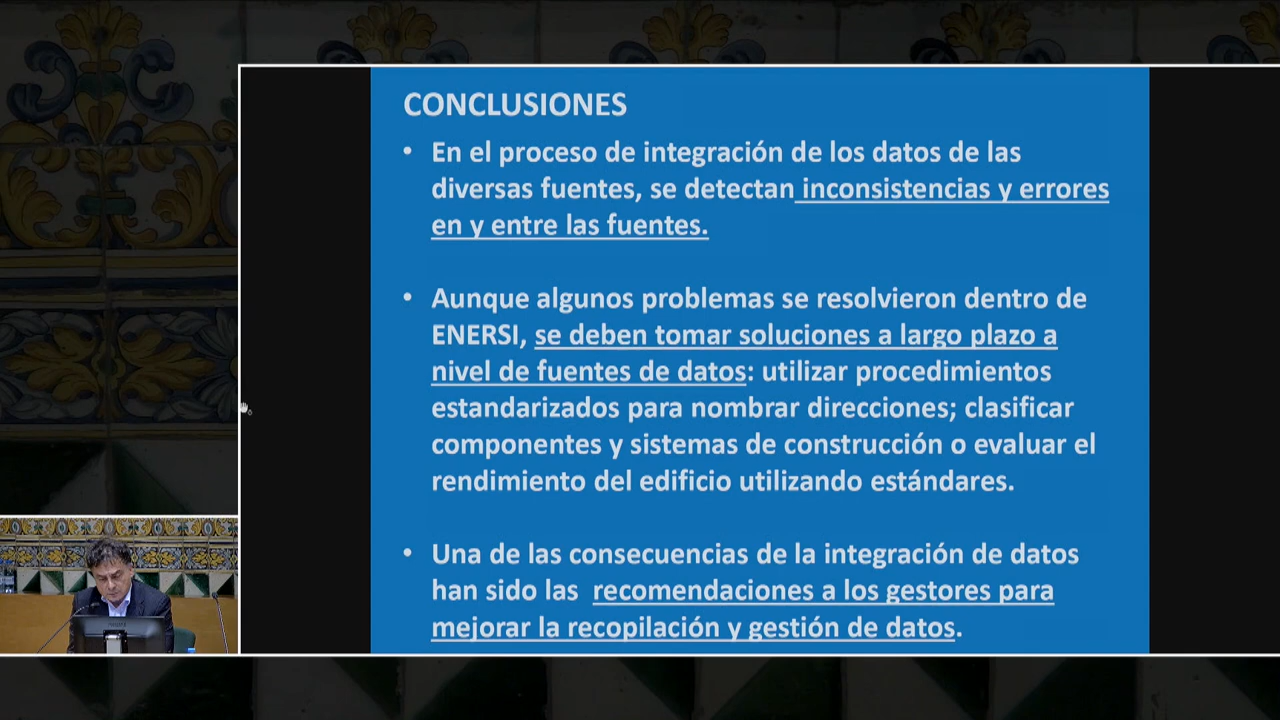 CONCLUSIONES
• En el proceso de integración de los datos de las
diversas fuentes, se detectan inconsistencias y errores
en y entre las fuentes.
• Aunque algunos problemas se resolvieron dentro de
ENERSI, se deben tomar soluciones a largo plazo a
nivel de fuentes de datos: utilizar procedimientos
estandarizados para nombrar direcciones; clasificar
componentes y sistemas de construcción o evaluar el
rendimiento del edificio utilizando estándares.
• Una de las consecuencias de la integración de datos
han sido las recomendaciones a los gestores para
mejorar la recopilación y gestión de datos.